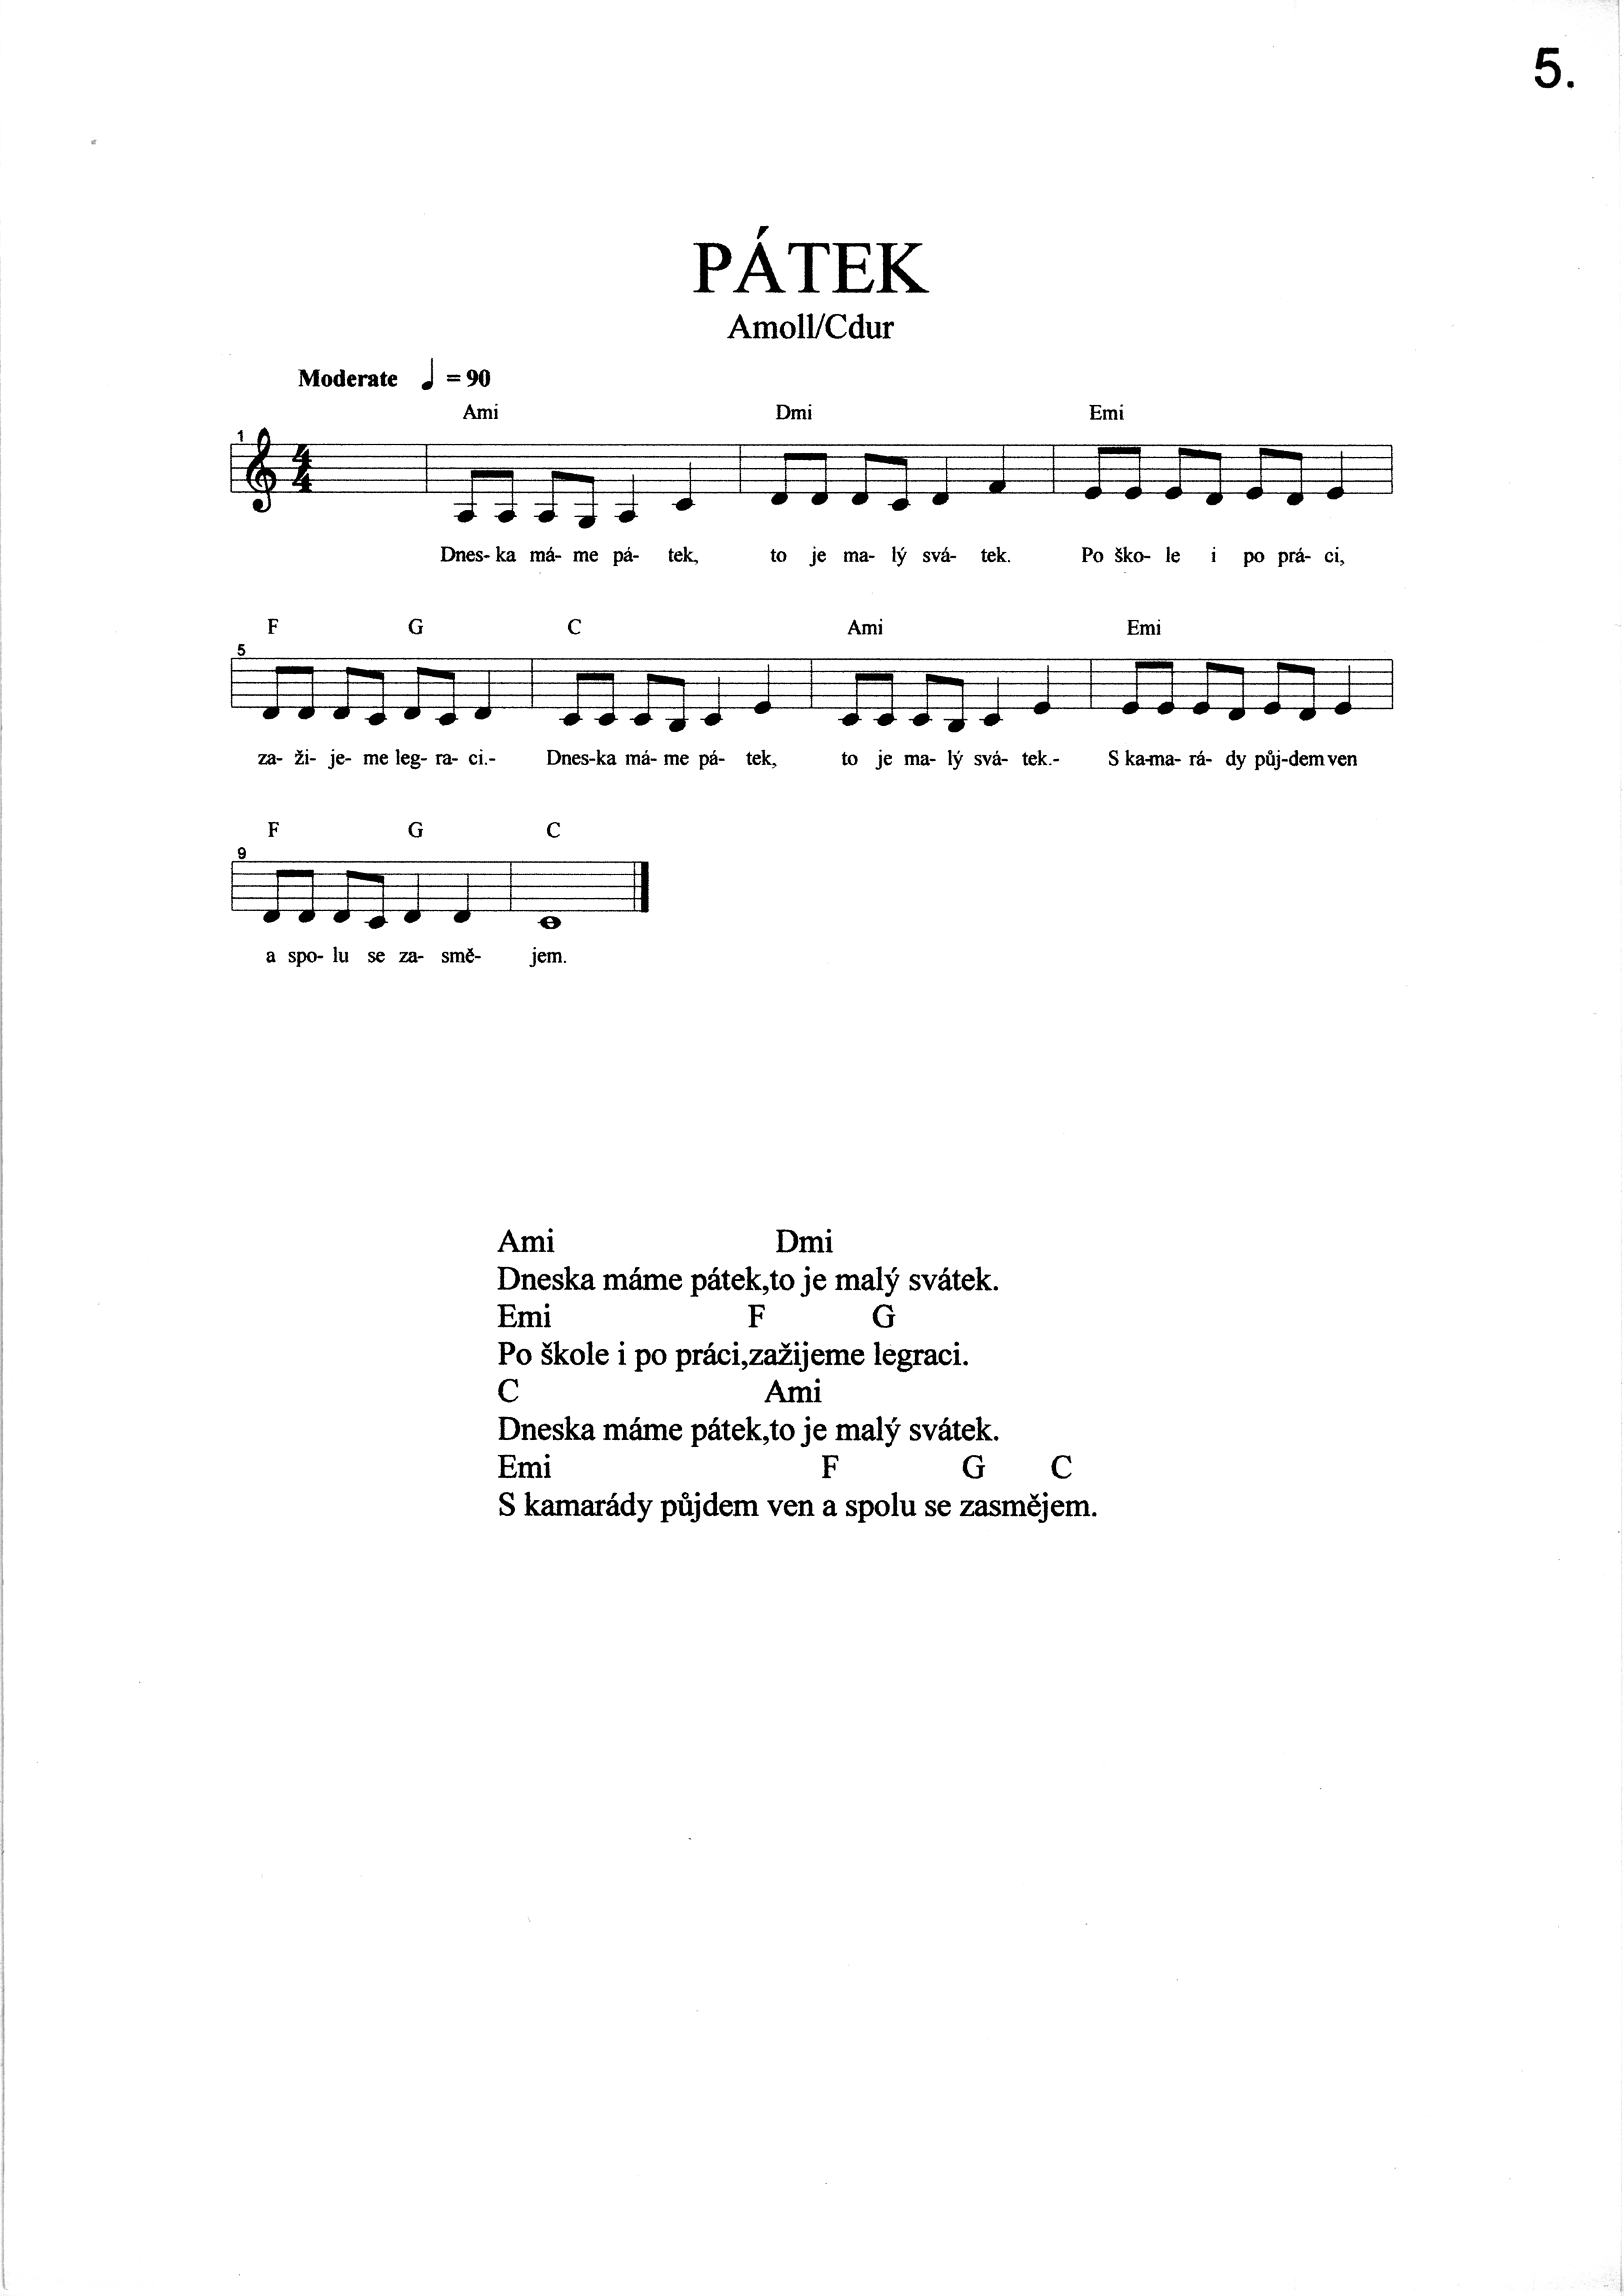 5.
PÁTEK
Amoll/Cdur
Moderate ♩ = 90
Ami Dmi Emi
1
4
4
Dnes- ka má- me pá- tek, to je ma- lý svá- tek. Po ško- le i po prá- ci,
F G C Ami Emi
5
za- ži- je- me leg- ra- ci.- Dnes-ka má- me pá- tek, to je ma- lý svá- tek.- S ka-ma- rá- dy půj-dem ven
F G C
9
a spo- lu se za- smě- jem.
Ami Dmi
Dneska máme pátek,to je malý svátek.
Emi F G
Po škole i po práci,zažijeme legraci.
C Ami
Dneska máme pátek,to je malý svátek.
Emi F G C
S kamarády půjdem ven a spolu se zasmějem.